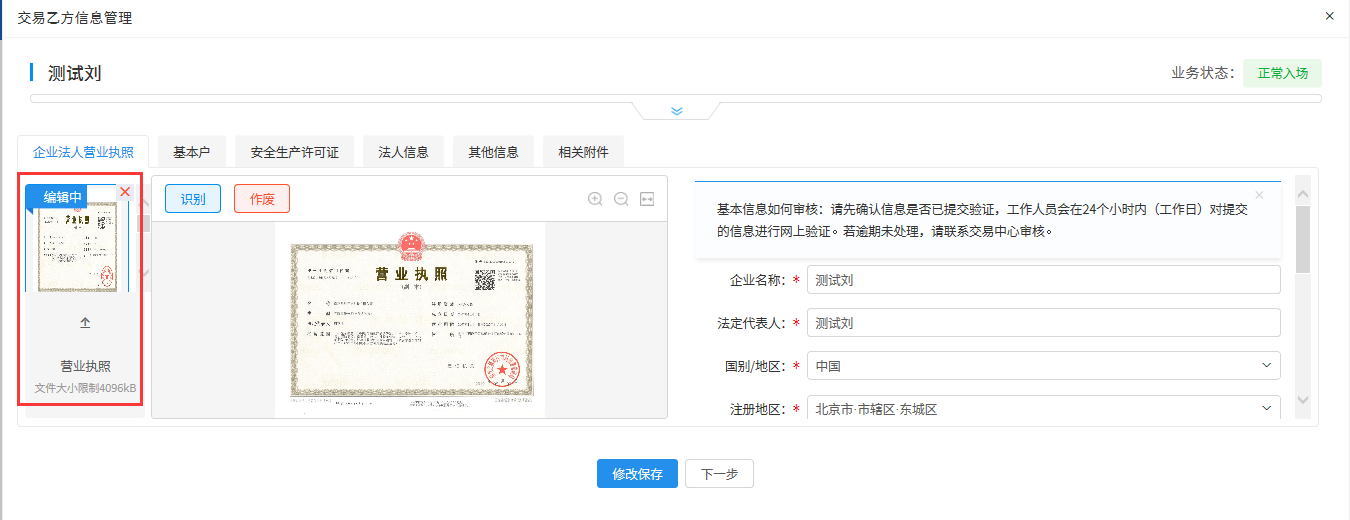 交易乙方信息管理
测试刘
业务状态：
正常入场
企业法人营业执照
基本户
安全生产许可证
法人信息
其他信息
相关附件
编辑中
营业执照
文件大小限制4096kB
识别
作废
营业执照
（副 本）
基本信息如何审核：请先确认信息是否已提交验证，工作人员会在24个小时内（工作日）对提交
的信息进行网上验证。若逾期未处理，请联系交易中心审核。
企业名称：* 测试刘
法定代表人：* 测试刘
国别/地区：* 中国
注册地区：* 北京市·市辖区·东城区
修改保存
下一步